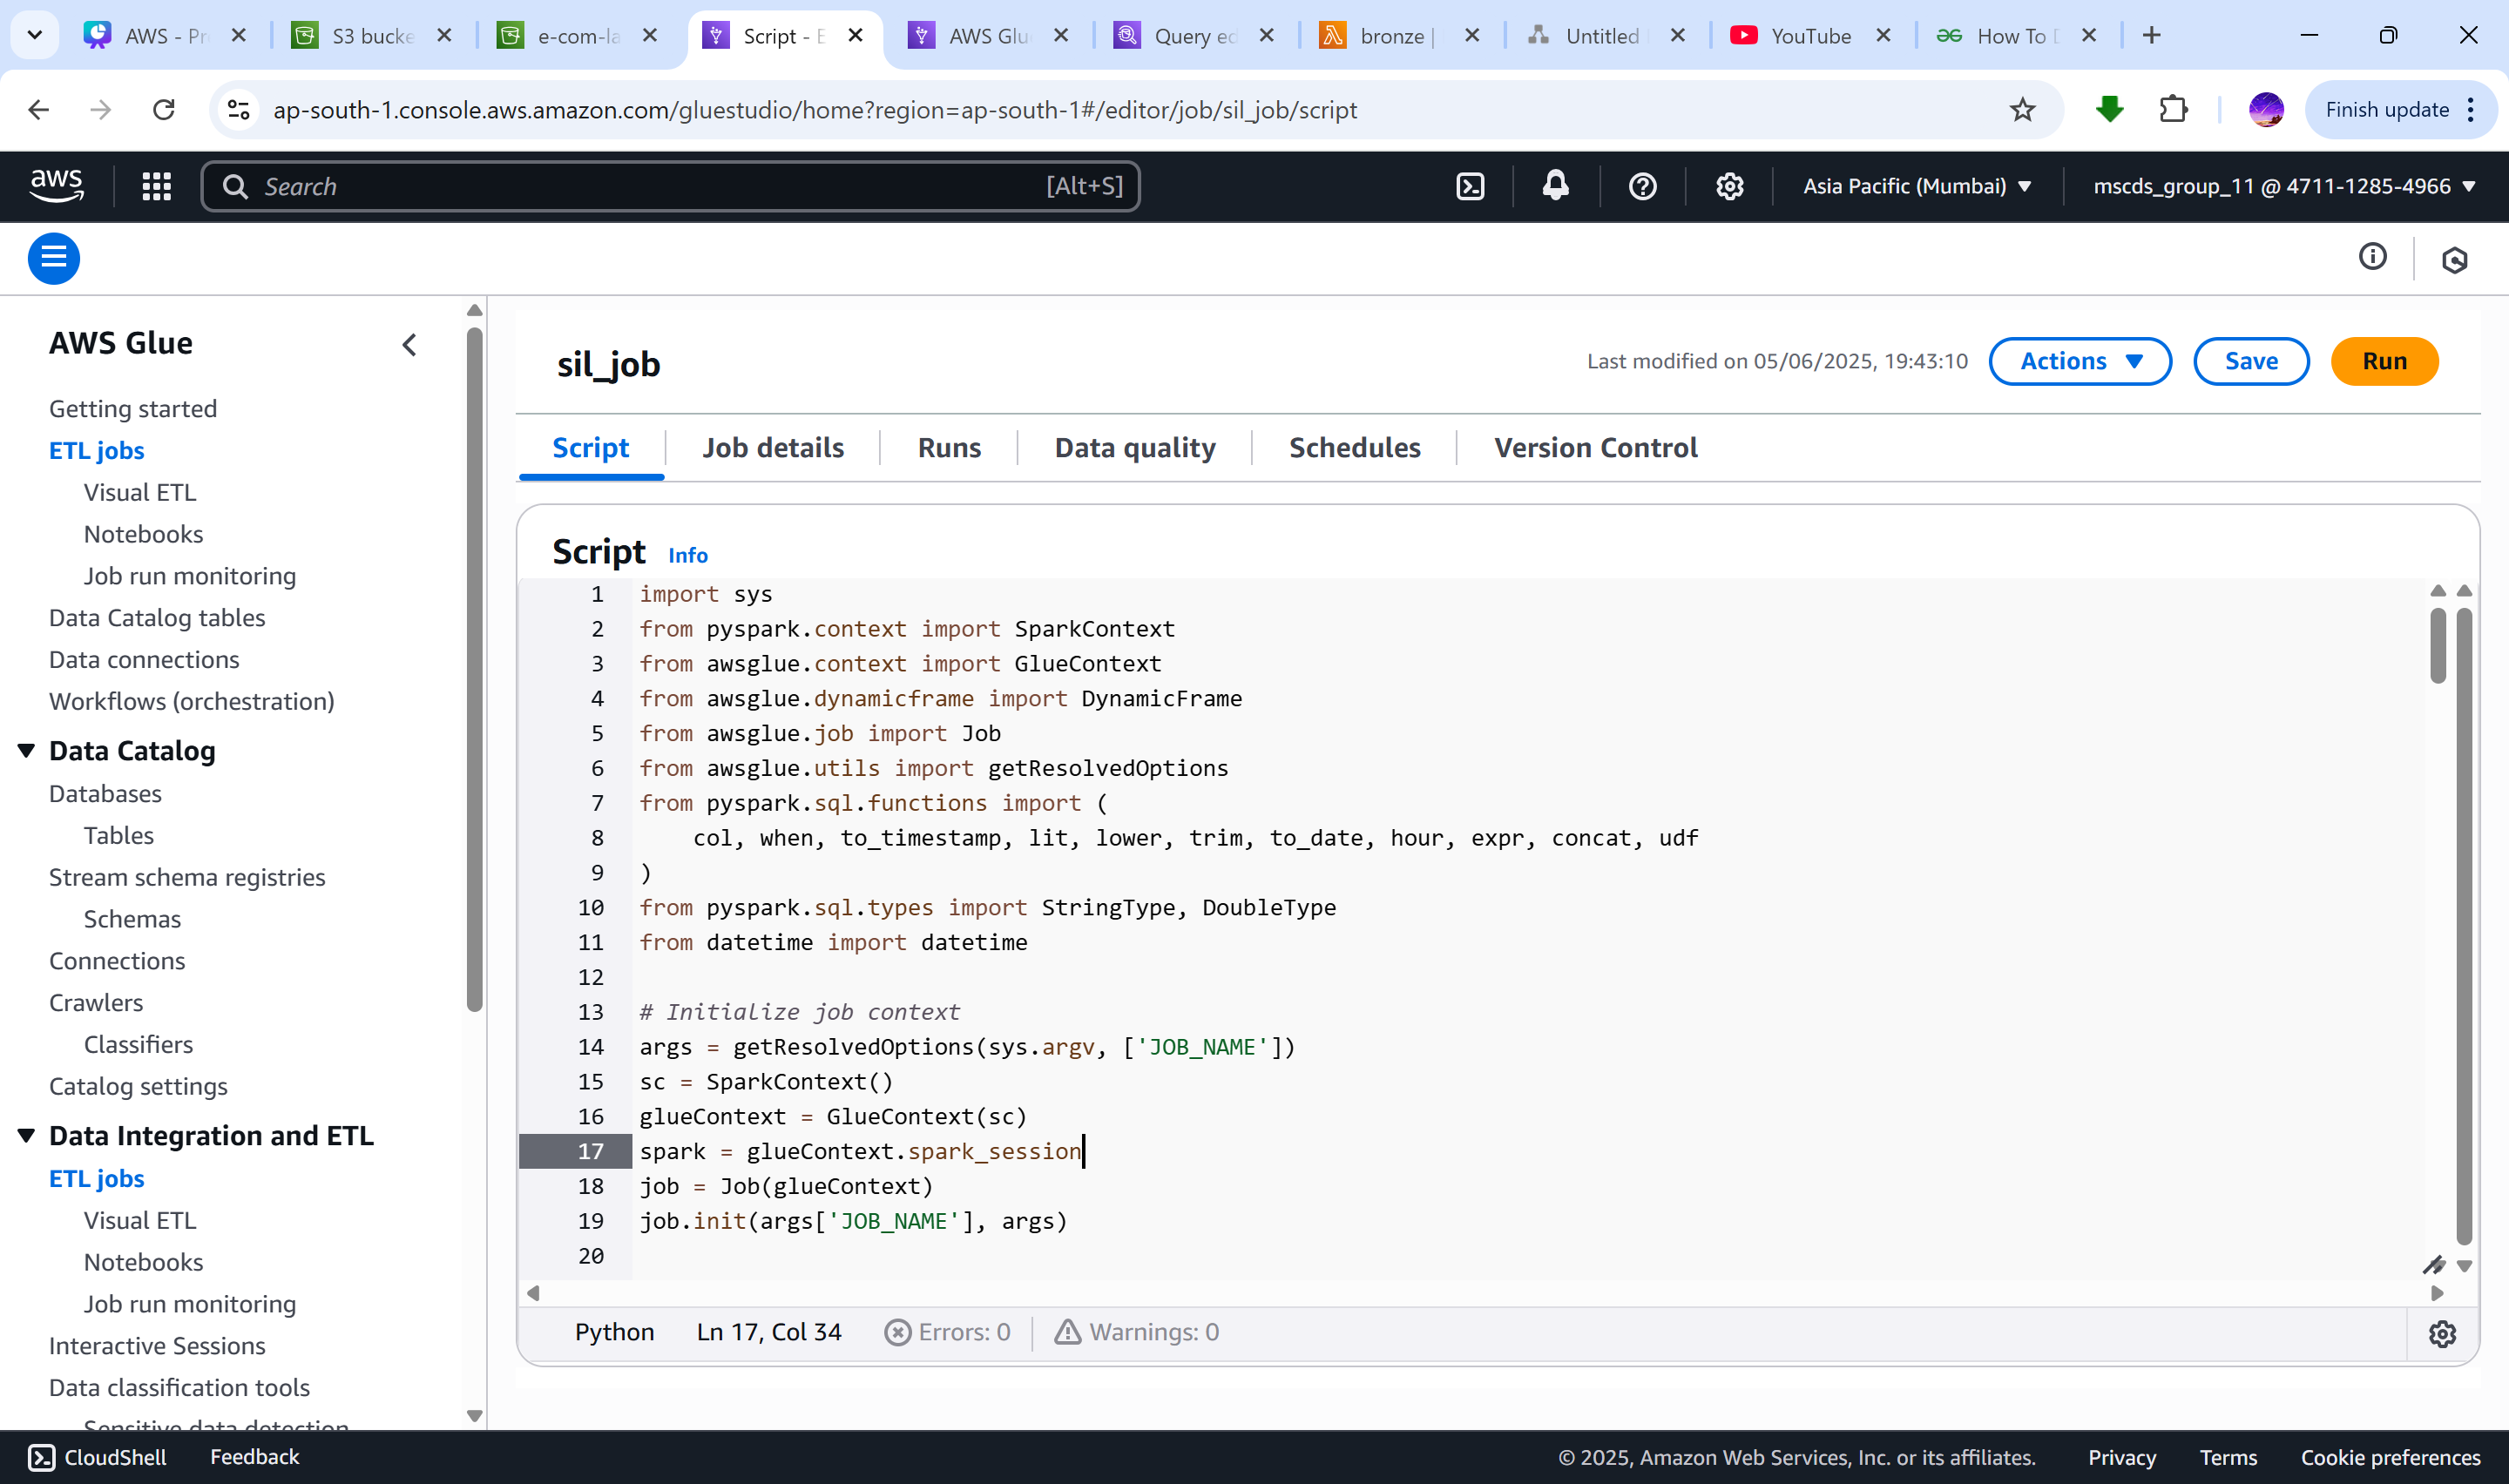 AWS - Pr
S3 bucke
e-com-la
Script - E
AWS Glu
Query ed
bronze |
Untitled
YouTube
How To D
ap-south-1.console.aws.amazon.com/gluestudio/home?region=ap-south-1#/editor/job/sil_job/script
Finish update
aws
Search
[Alt+S]
Asia Pacific (Mumbai)
mscds_group_11 @ 4711-1285-4966
AWS Glue
Getting started
ETL jobs
Visual ETL
Notebooks
Job run monitoring
Data Catalog tables
Data connections
Workflows (orchestration)
Data Catalog
Databases
Tables
Stream schema registries
Schemas
Connections
Crawlers
Classifiers
Catalog settings
Data Integration and ETL
ETL jobs
Visual ETL
Notebooks
Job run monitoring
Interactive Sessions
Data classification tools
Sensitive data detection
sil_job
Last modified on 05/06/2025, 19:43:10
Actions
Save
Run
Script
Job details
Runs
Data quality
Schedules
Version Control
Script Info
1 import sys
2 from pyspark.context import SparkContext
3 from awsglue.context import GlueContext
4 from awsglue.dynamicframe import DynamicFrame
5 from awsglue.job import Job
6 from awsglue.utils import getResolvedOptions
7 from pyspark.sql.functions import (
8     col, when, to_timestamp, lit, lower, trim, to_date, hour, expr, concat, udf
9 )
10 from pyspark.sql.types import StringType, DoubleType
11 from datetime import datetime
12
13 # Initialize job context
14 args = getResolvedOptions(sys.argv, ['JOB_NAME'])
15 sc = SparkContext()
16 glueContext = GlueContext(sc)
17 spark = glueContext.spark_session
18 job = Job(glueContext)
19 job.init(args['JOB_NAME'], args)
20
Python Ln 17, Col 34 Errors: 0 Warnings: 0
CloudShell Feedback © 2025, Amazon Web Services, Inc. or its affiliates. Privacy Terms Cookie preferences